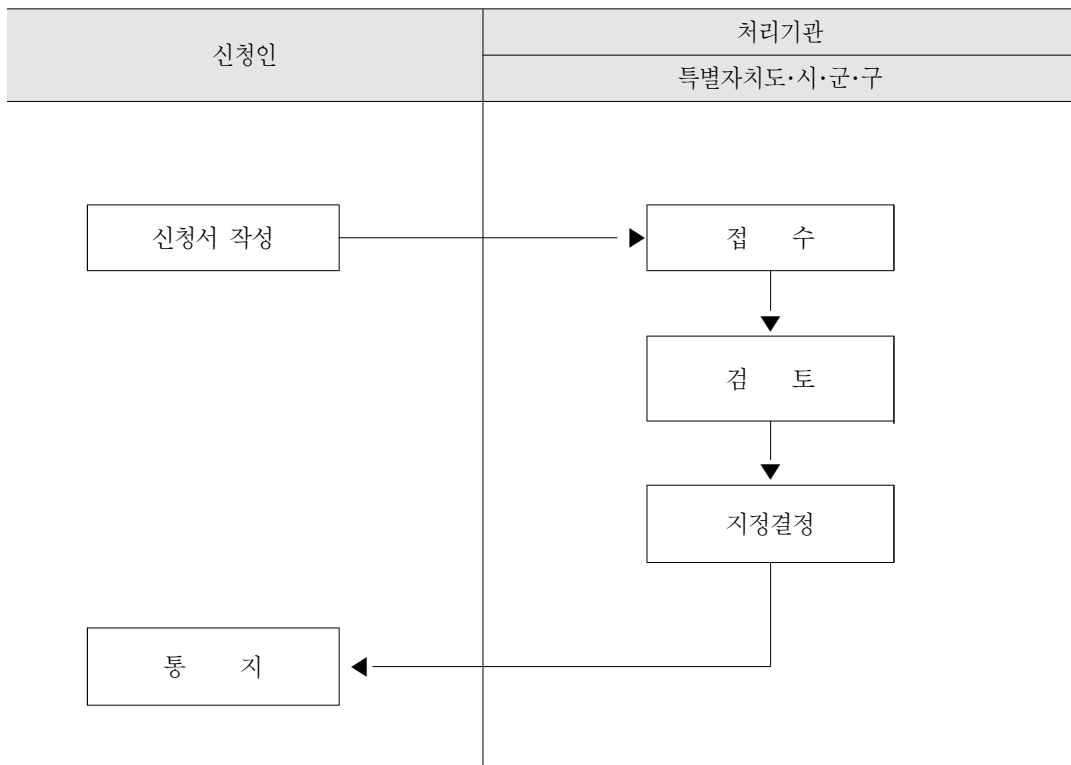 신청인
처리기관
특별자치도·시·군·구
신청서 작성
접 수
검 토
지정결정
통 지